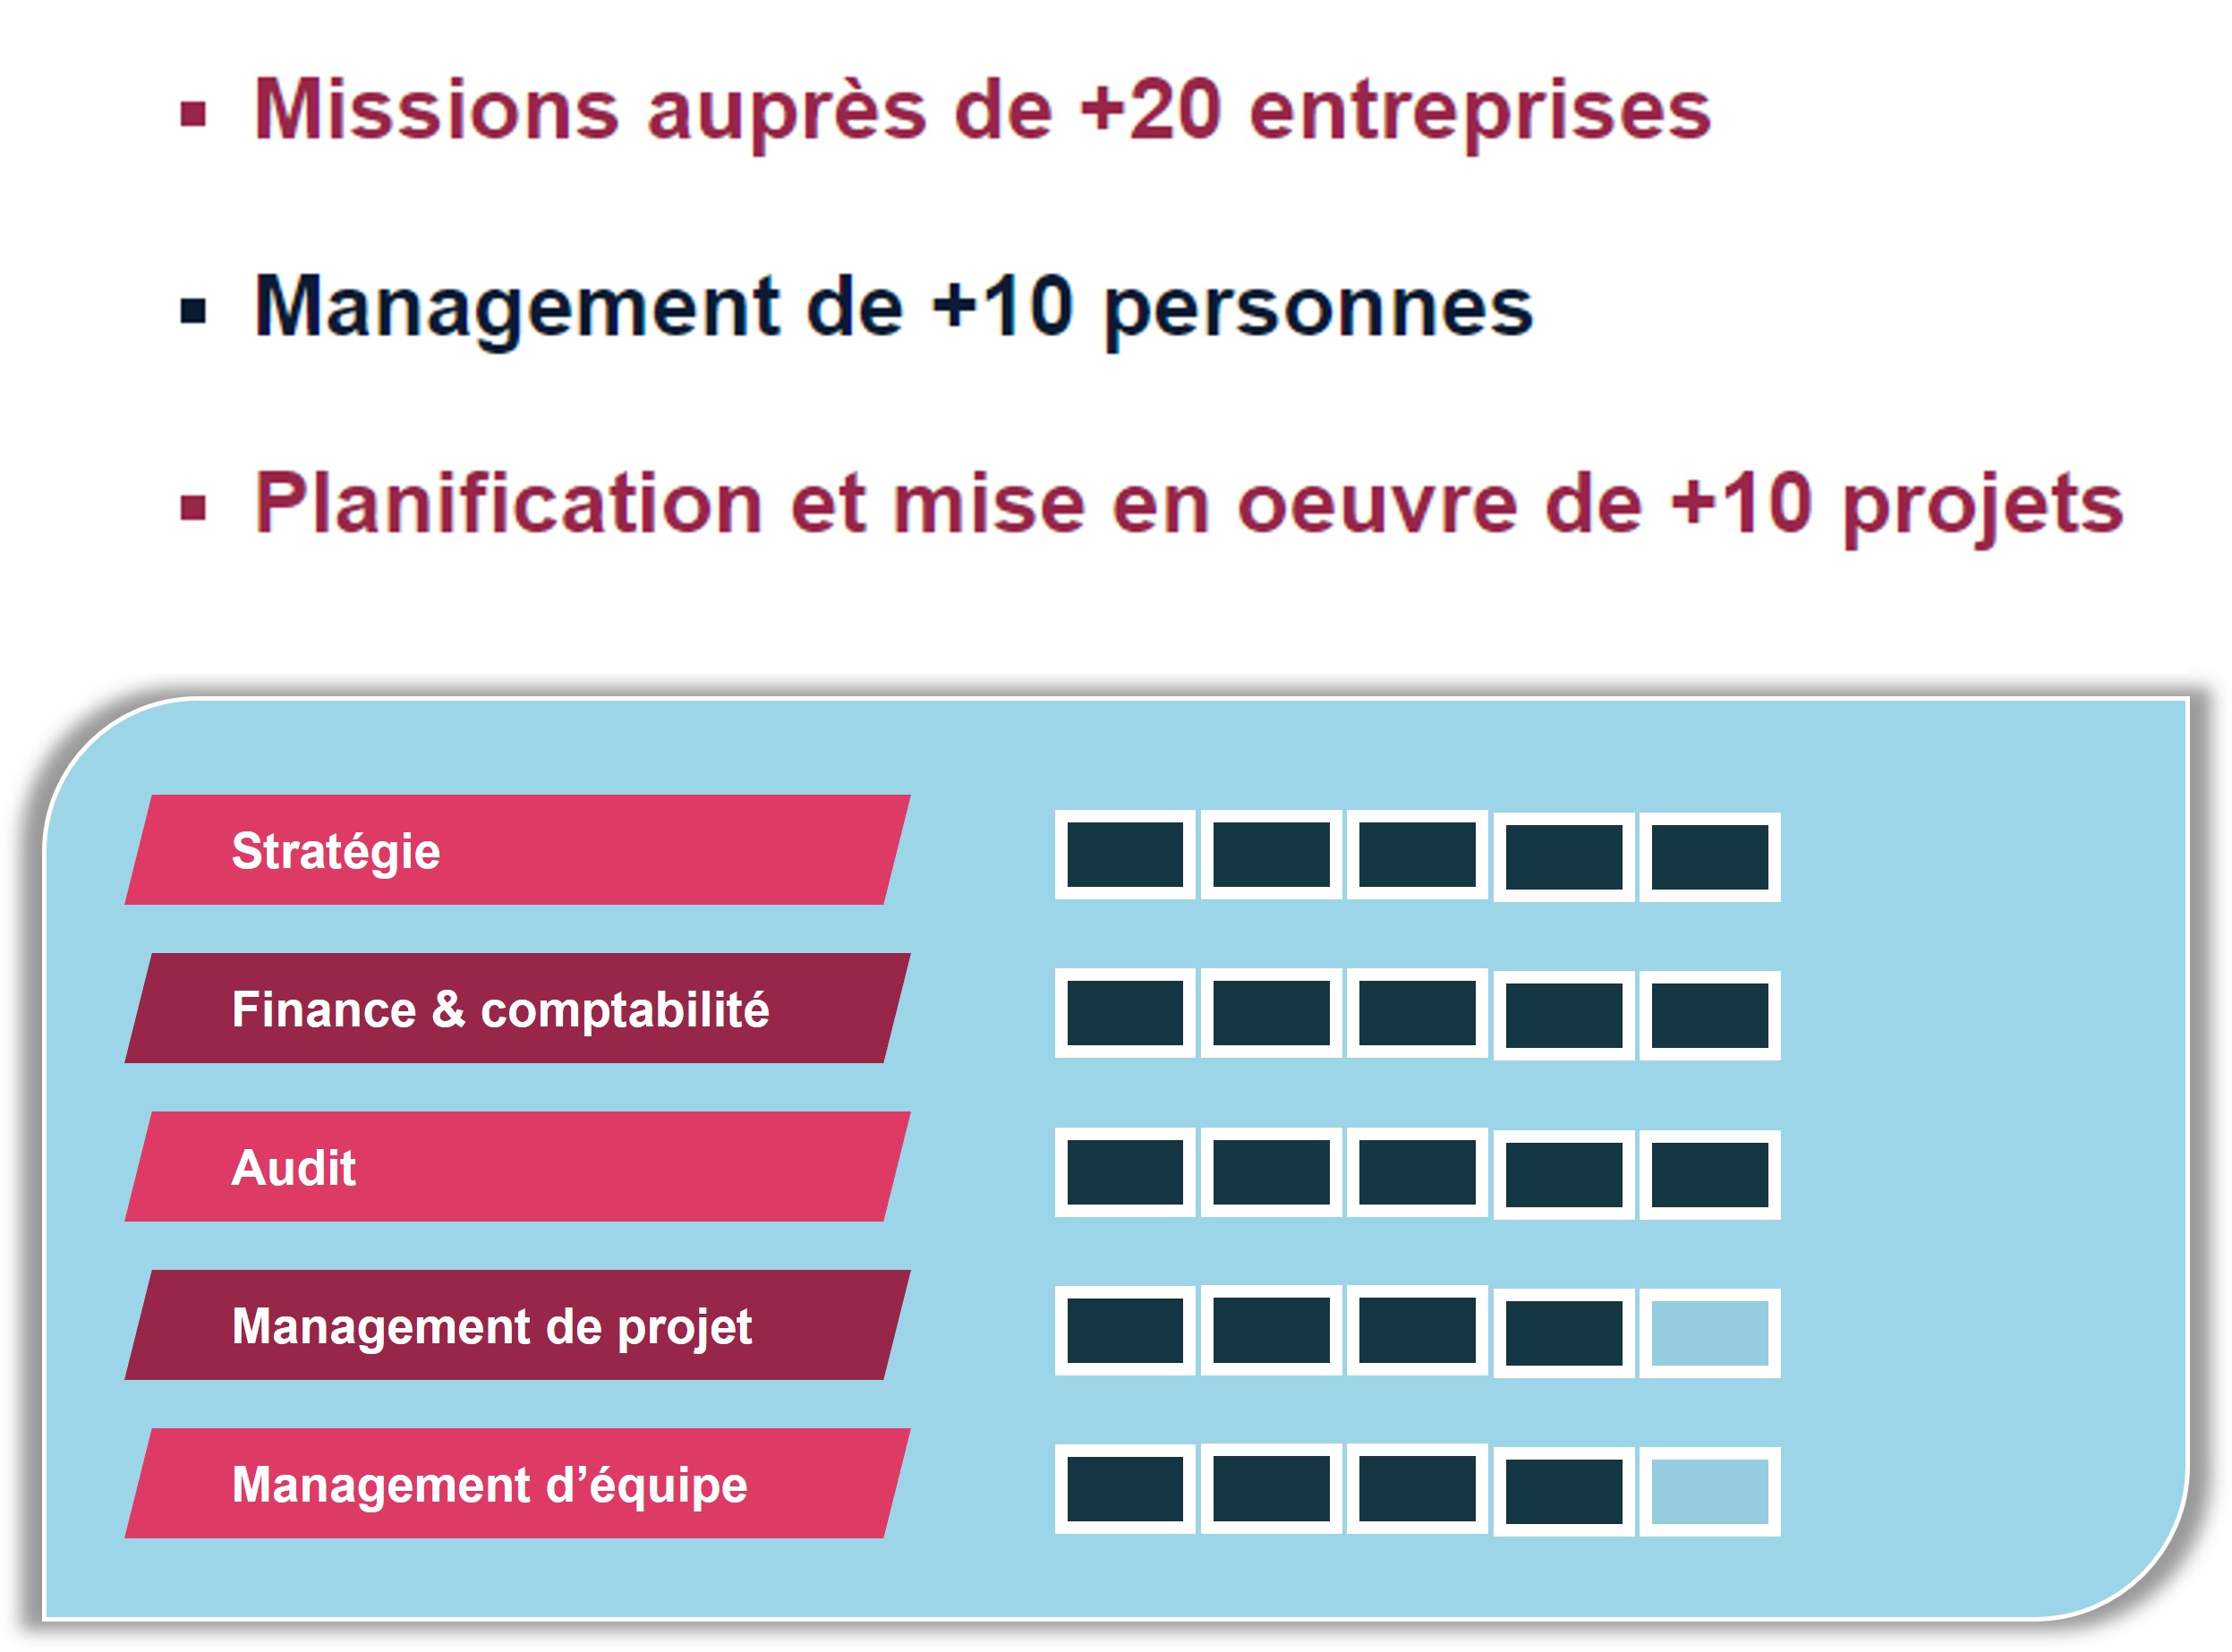 ▪ Missions auprès de +20 entreprises
▪ Management de +10 personnes
▪ Planification et mise en oeuvre de +10 projets
Stratégie
Finance & comptabilité
Audit
Management de projet
Management d’équipe